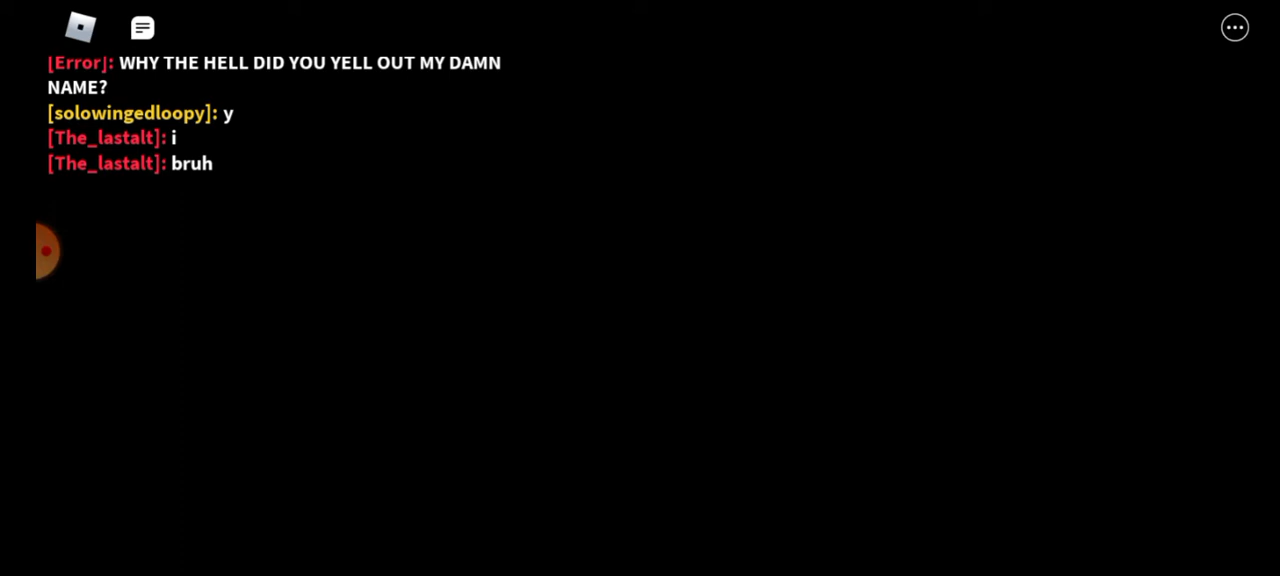 [Error]: WHY THE HELL DID YOU YELL OUT MY DAMN
NAME?
[solowingedloopy]: y
[The_lastalt]: i
[The_lastalt]: bruh